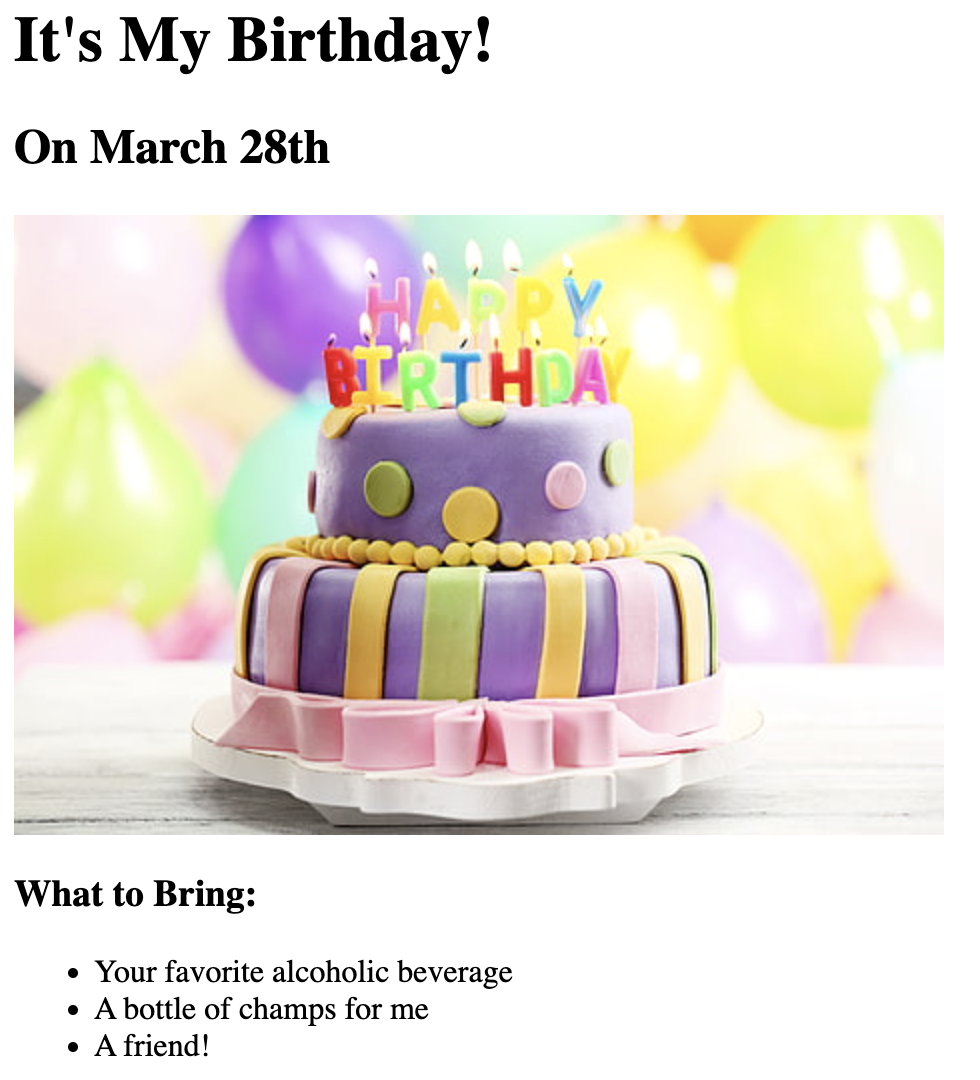 It's My Birthday!
On March 28th
HAPPY
BIRTHDAY
What to Bring:
Your favorite alcoholic beverage
A bottle of champs for me
A friend!